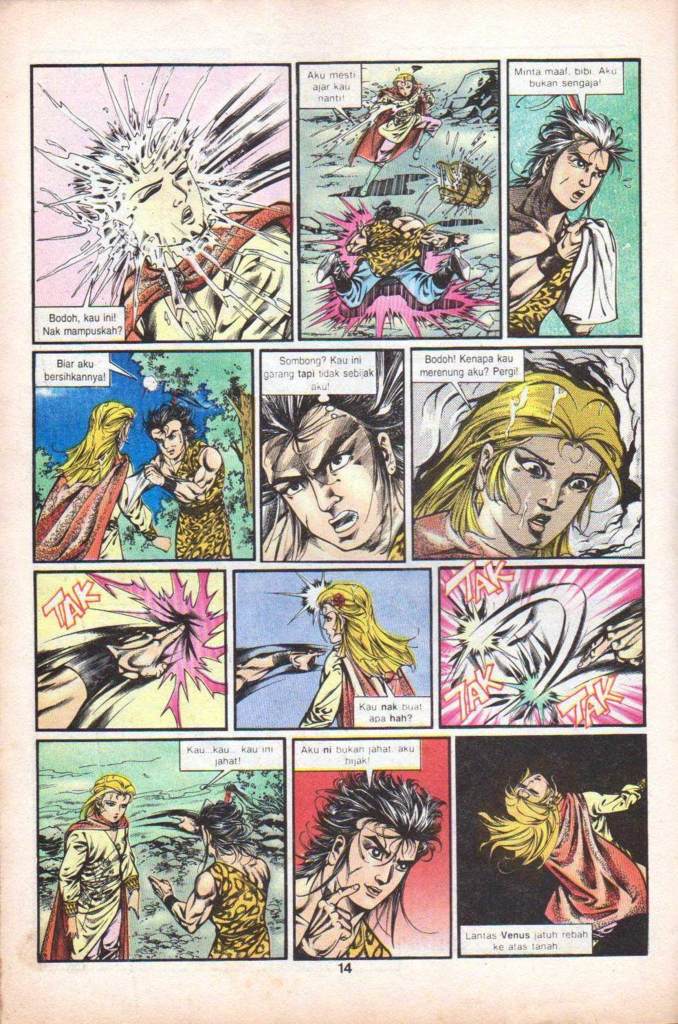 Bodoh, kau ini!
Nak mampuskah?
Aku mesti
ajar kau
nanti!
Minta maaf, bibi. Aku
bukan sengaja!
Biar aku
bersihkannya!
Sombong? Kau ini
garang tapi tidak sebijak
aku!
Bodoh! Kenapa kau
merenung aku? Pergi!
TAK
Kau nak buat
apa hah?
TAK
TAK
TAK
Kau...kau... kau ini
jahat!
Aku ni bukan jahat, aku
bijak!
Lantas Venus jatuh rebah
ke atas tanah.
14